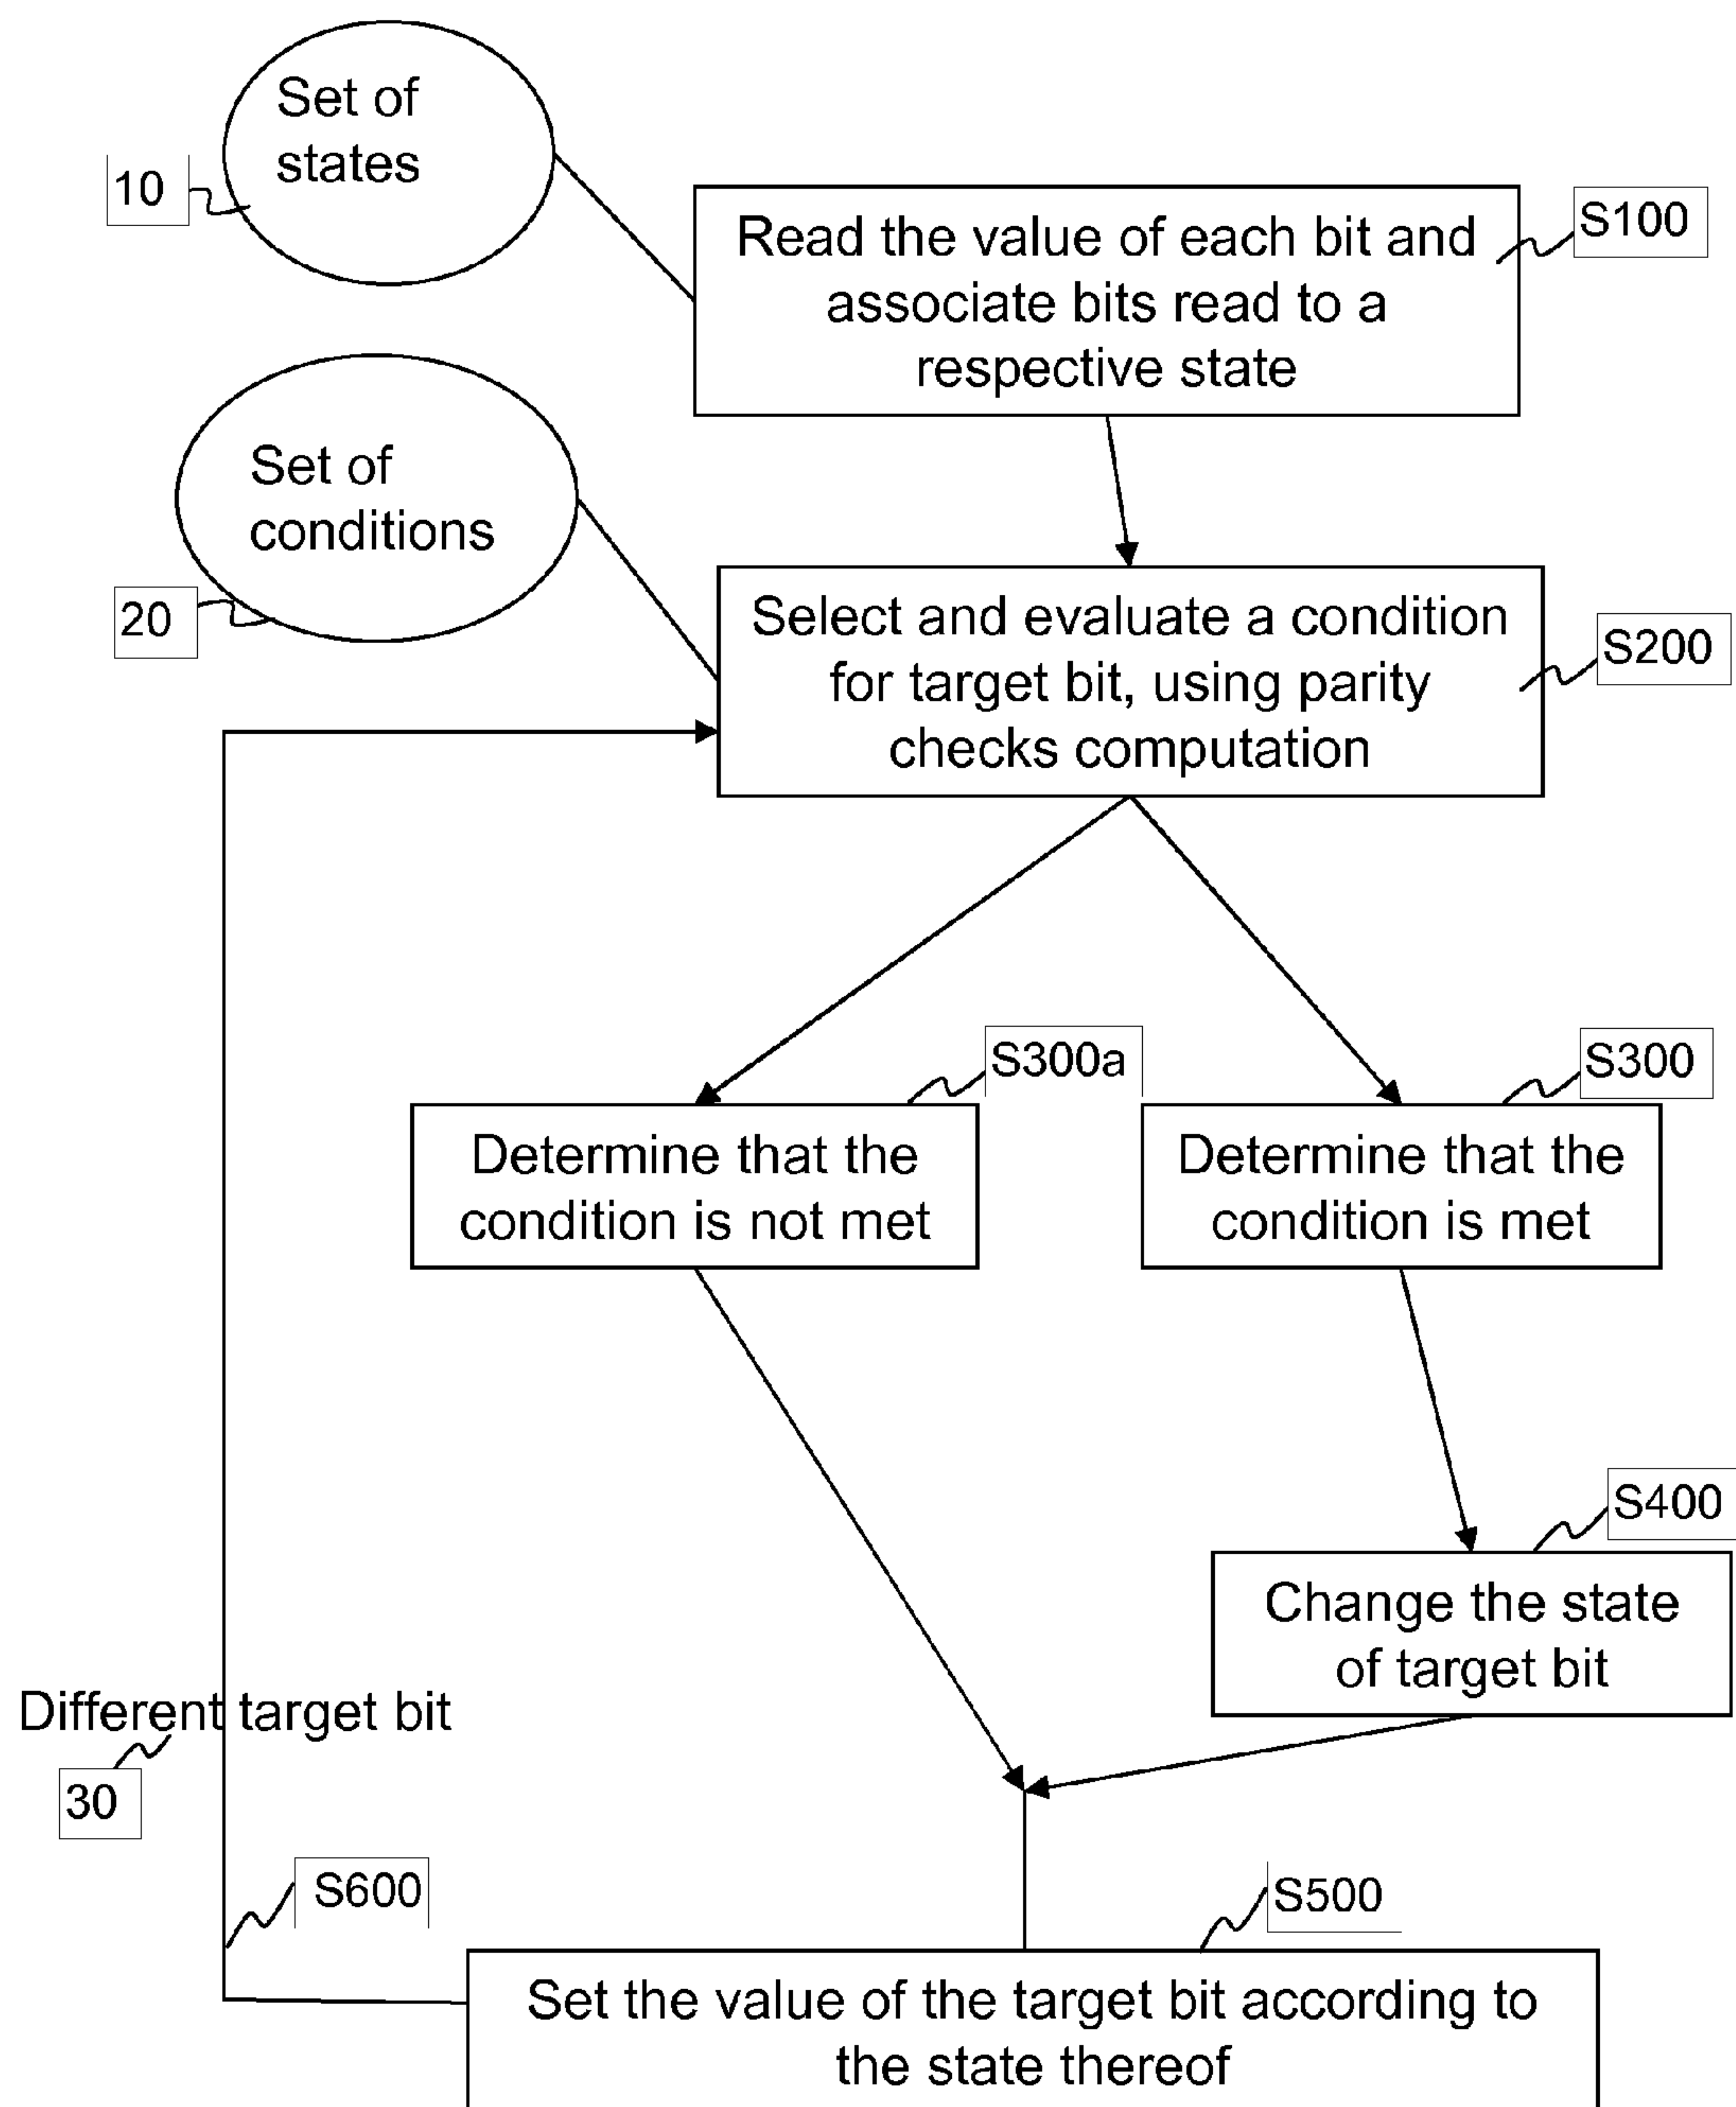 Set of
states
10
Read the value of each bit and
associate bits read to a
respective state
S100
Set of
conditions
20
Select and evaluate a condition
for target bit, using parity
checks computation
S200
S300a
S300
Determine that the
condition is not met
Determine that the
condition is met
S400
Change the state
of target bit
Different target bit
30
S600
S500
Set the value of the target bit according to
the state thereof